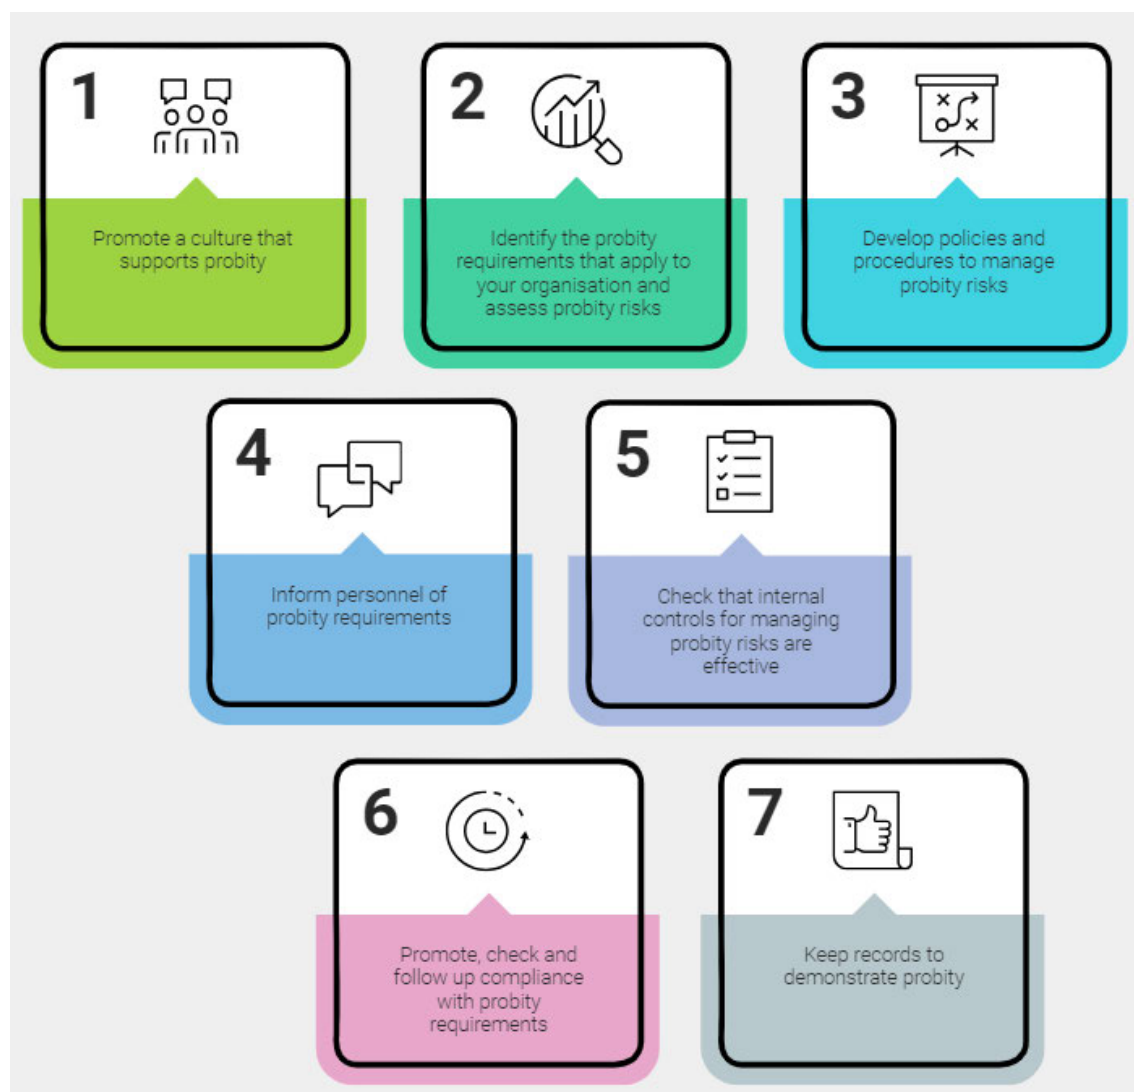 1
Promote a culture that
supports probity
2
Identify the probity
requirements that apply to
your organisation and
assess probity risks
3
Develop policies and
procedures to manage
probity risks
4
Inform personnel of
probity requirements
5
Check that internal
controls for managing
probity risks are
effective
6
Promote, check and
follow up compliance
with probity
requirements
7
Keep records to
demonstrate probity